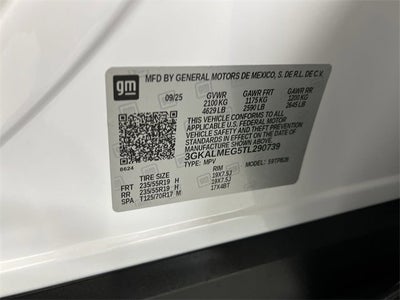 gm
MFD BY GENERAL MOTORS DE MEXICO, S. DE R.L. DE C.V.
09/25 GVWR GAWR FRT GAWR RR
2100 KG 1175 KG 1200 KG
4629 LB 2590 LB 2645 LB
THIS VEHICLE CONFORMS TO ALL
APPLICABLE U.S. FEDERAL MOTOR
VEHICLE SAFETY AND THEFT
PREVENTION STANDARDS IN EFFECT
ON THE DATE OF MANUFACTURE
SHOWN ABOVE.
3GKALMEG5TL290739
8624 TYPE: MPV MODEL:
TIRE SIZE RIM
FRT 235/55R19 H 19X7.5J
RR 235/55R19 H 19X7.5J
SPA T125/70R17 M 17X4BT